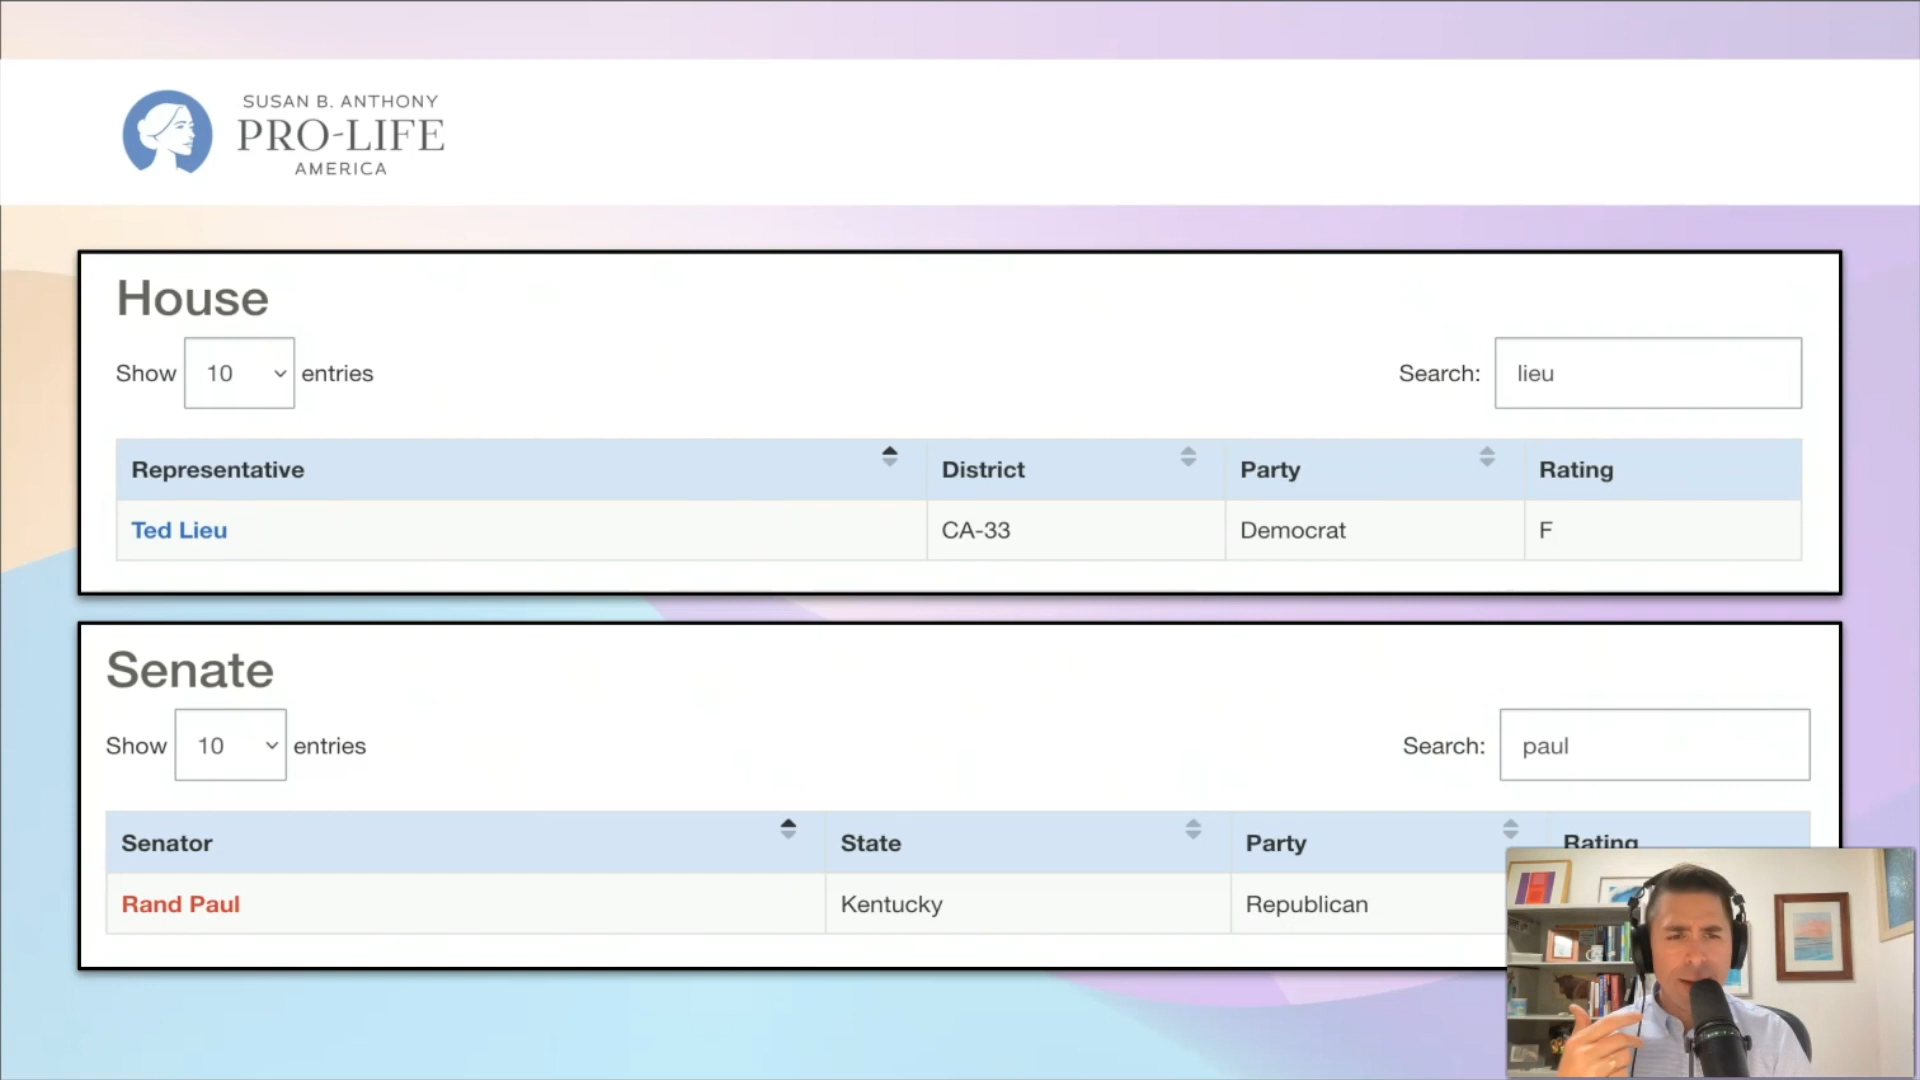 SUSAN B. ANTHONY
PRO-LIFE
AMERICA
House
Show 10 entries
Search: lieu
Representative District Party Rating
Ted Lieu CA-33 Democrat F
Senate
Show 10 entries
Search: paul
Senator State Party Rating
Rand Paul Kentucky Republican